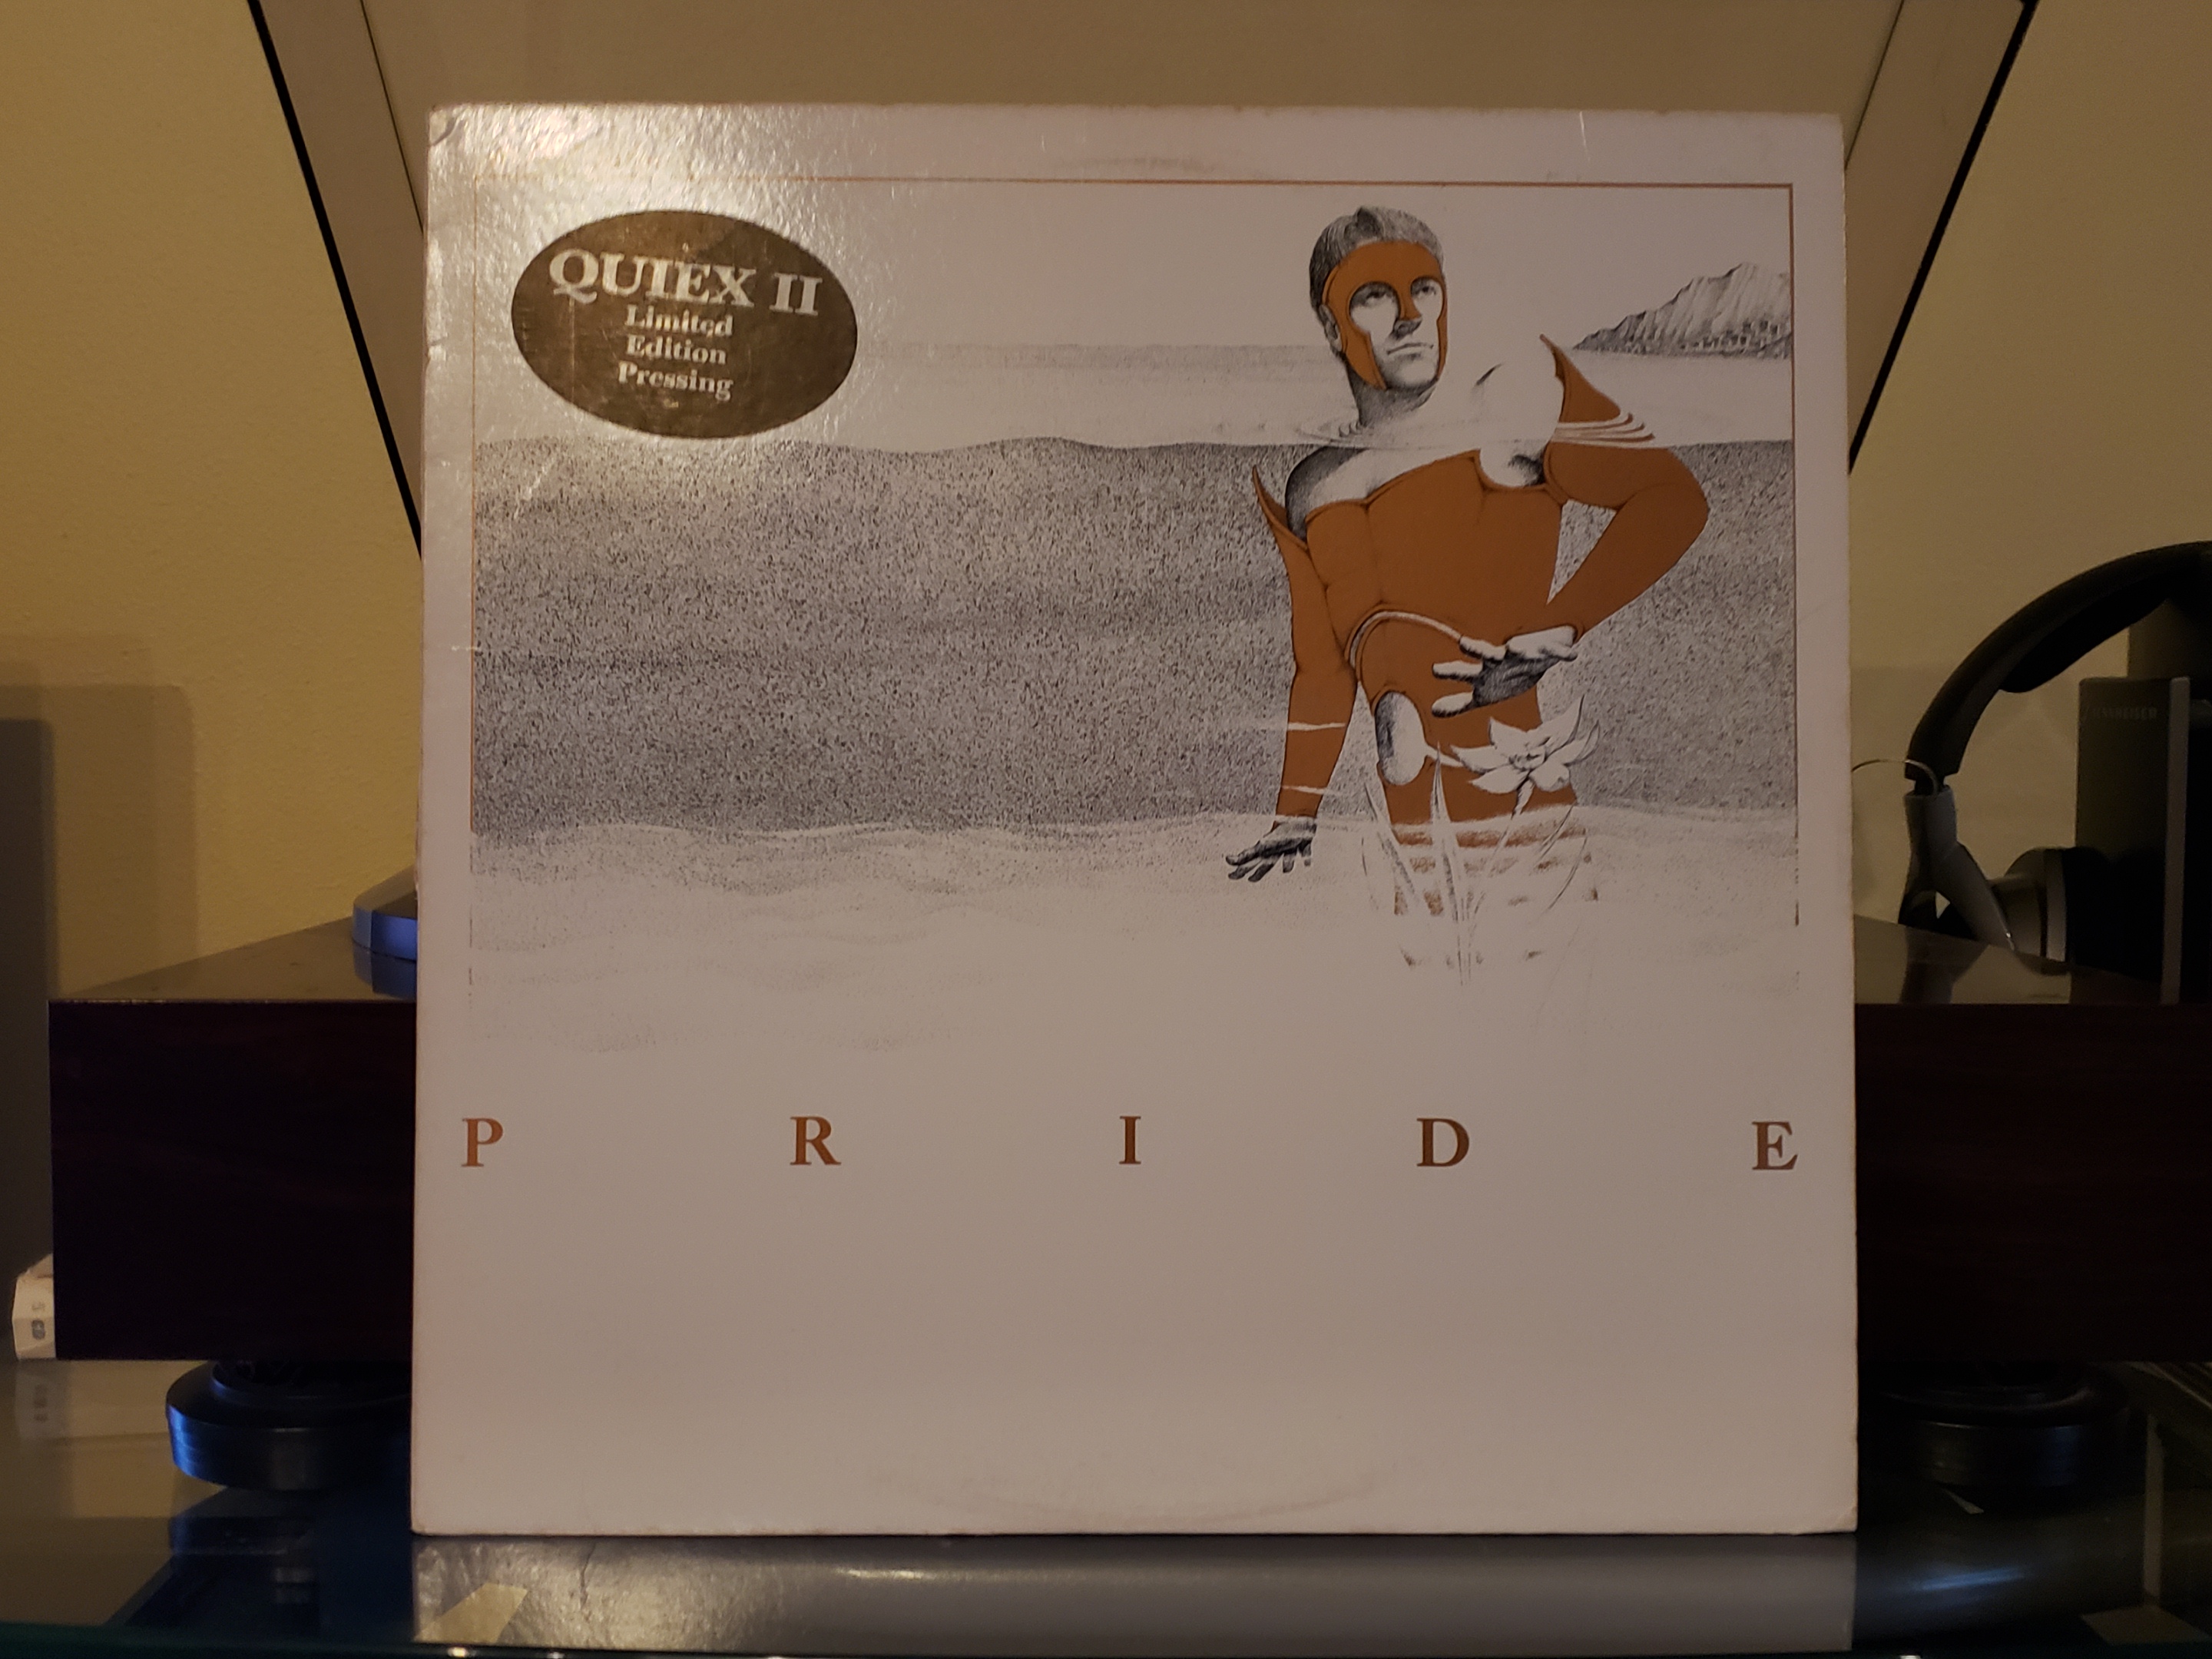 QUIEX II
Limited
Edition
Pressing
P R I D E